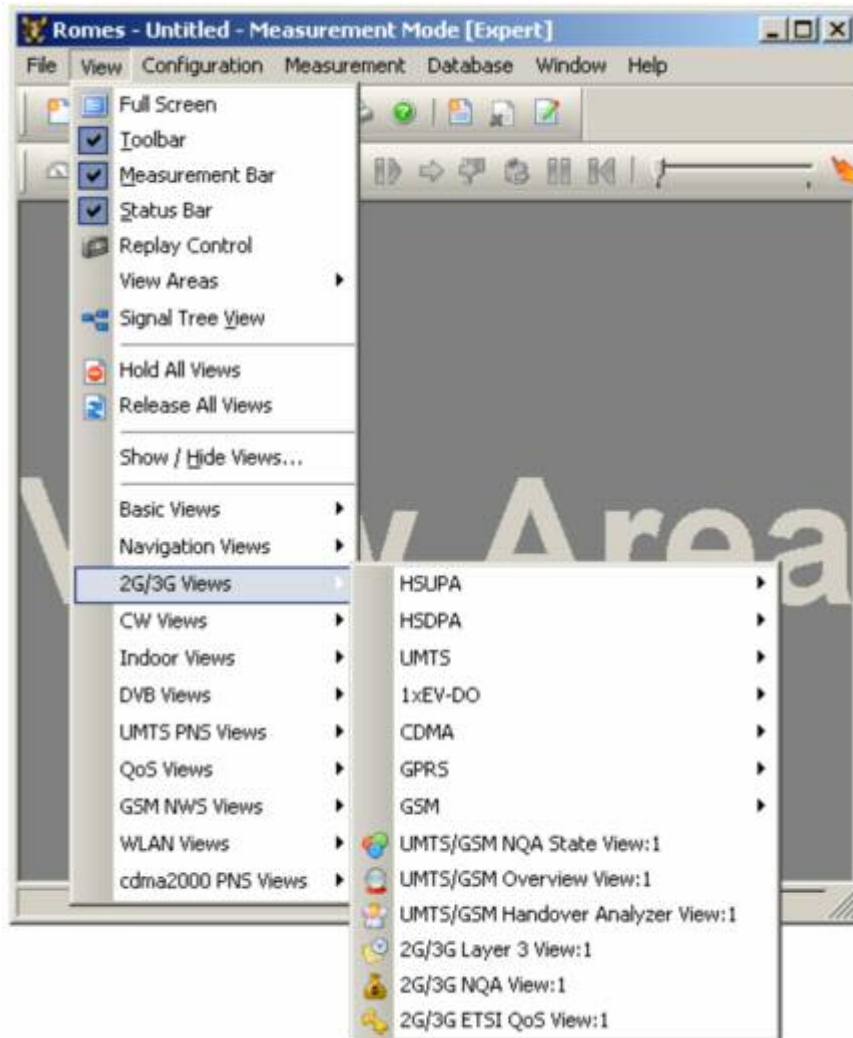 Romes - Untitled - Measurement Mode [Expert]
File View Configuration Measurement Database Window Help
Full Screen
Toolbar
Measurement Bar
Status Bar
Replay Control
View Areas
Signal Tree View
Hold All Views
Release All Views
Show / Hide Views...
Basic Views
Navigation Views
2G/3G Views
CW Views
Indoor Views
DVB Views
UMTS PNS Views
QoS Views
GSM NWS Views
WLAN Views
cdma2000 PNS Views
Area
HSUPA
HSDPA
UMTS
1xEV-DO
CDMA
GPRS
GSM
UMTS/GSM NQA State View:1
UMTS/GSM Overview View:1
UMTS/GSM Handover Analyzer View:1
2G/3G Layer 3 View:1
2G/3G NQA View:1
2G/3G ETSI QoS View:1